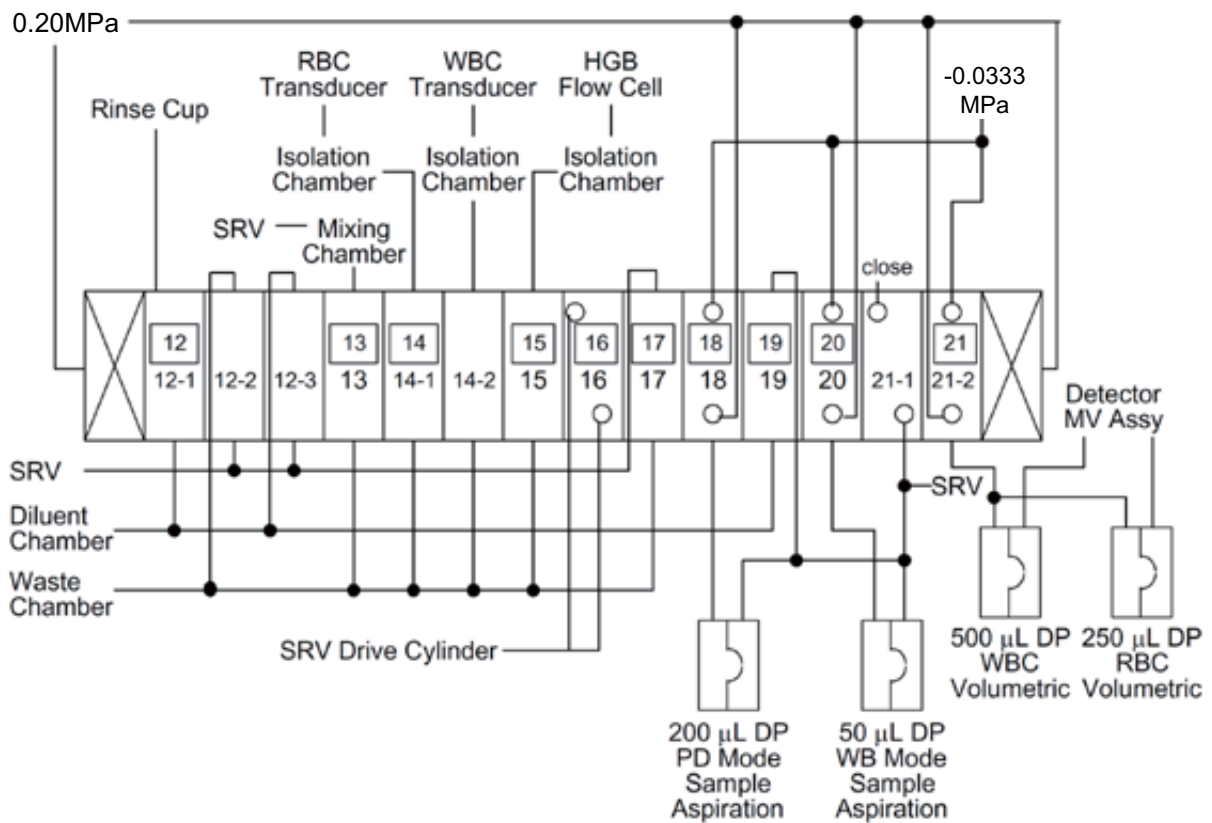 0.20MPa
RBC
Transducer
WBC
Transducer
HGB
Flow Cell
-0.0333
MPa
Rinse Cup
Isolation
Chamber
Isolation
Chamber
Isolation
Chamber
SRV
Mixing
Chamber
close
12
13
14
15
16
17
18
19
20
21
12-1
12-2
12-3
13
14-1
14-2
15
16
17
18
19
20
21-1
21-2
Detector
MV Assy
SRV
SRV
Diluent
Chamber
Waste
Chamber
SRV Drive Cylinder
500 μL DP
WBC
Volumetric
250 μL DP
RBC
Volumetric
200 μL DP
PD Mode
Sample
Aspiration
50 μL DP
WB Mode
Sample
Aspiration